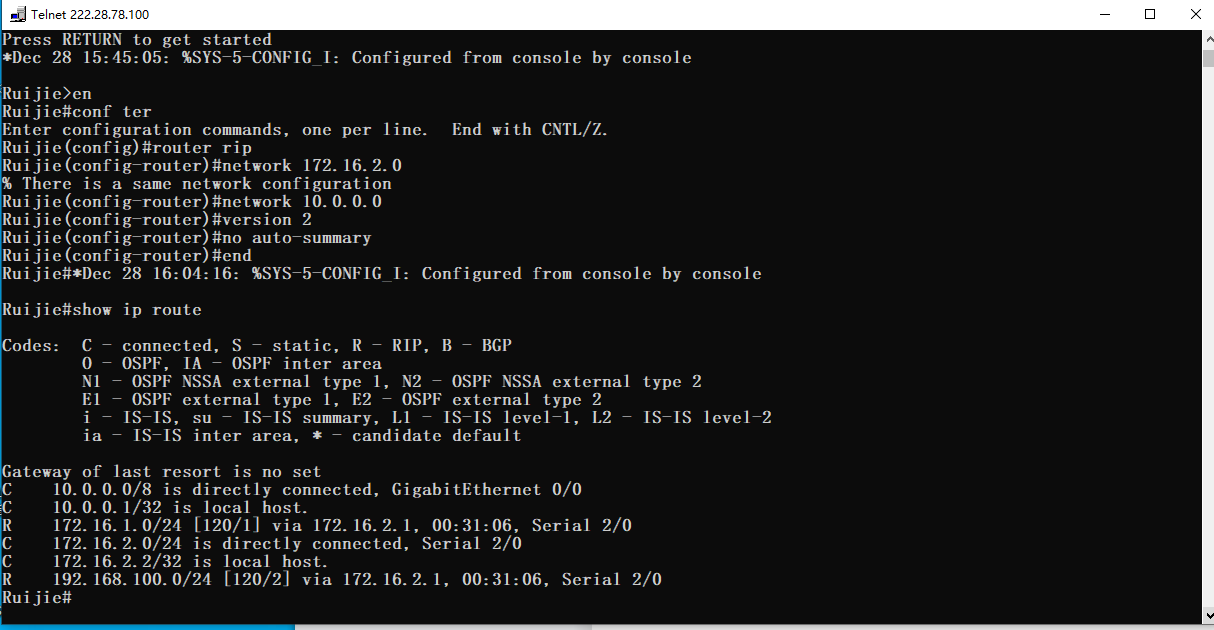 Telnet 222.28.78.100
Press RETURN to get started
*Dec 28 15:45:05: %SYS-5-CONFIG_I: Configured from console by console
Ruijie>en
Ruijie#conf ter
Enter configuration commands, one per line.  End with CNTL/Z.
Ruijie(config)#router rip
Ruijie(config-router)#network 172.16.2.0
% There is a same network configuration
Ruijie(config-router)#network 10.0.0.0
Ruijie(config-router)#version 2
Ruijie(config-router)#no auto-summary
Ruijie(config-router)#end
Ruijie#*Dec 28 16:04:16: %SYS-5-CONFIG_I: Configured from console by console
Ruijie#show ip route
Codes:  C - connected, S - static, R - RIP, B - BGP
        O - OSPF, IA - OSPF inter area
        N1 - OSPF NSSA external type 1, N2 - OSPF NSSA external type 2
        E1 - OSPF external type 1, E2 - OSPF external type 2
        i - IS-IS, su - IS-IS summary, L1 - IS-IS level-1, L2 - IS-IS level-2
        ia - IS-IS inter area, * - candidate default
Gateway of last resort is no set
C    10.0.0.0/8 is directly connected, GigabitEthernet 0/0
C    10.0.0.1/32 is local host.
R    172.16.1.0/24 [120/1] via 172.16.2.1, 00:31:06, Serial 2/0
C    172.16.2.0/24 is directly connected, Serial 2/0
C    172.16.2.2/32 is local host.
R    192.168.100.0/24 [120/2] via 172.16.2.1, 00:31:06, Serial 2/0
Ruijie#